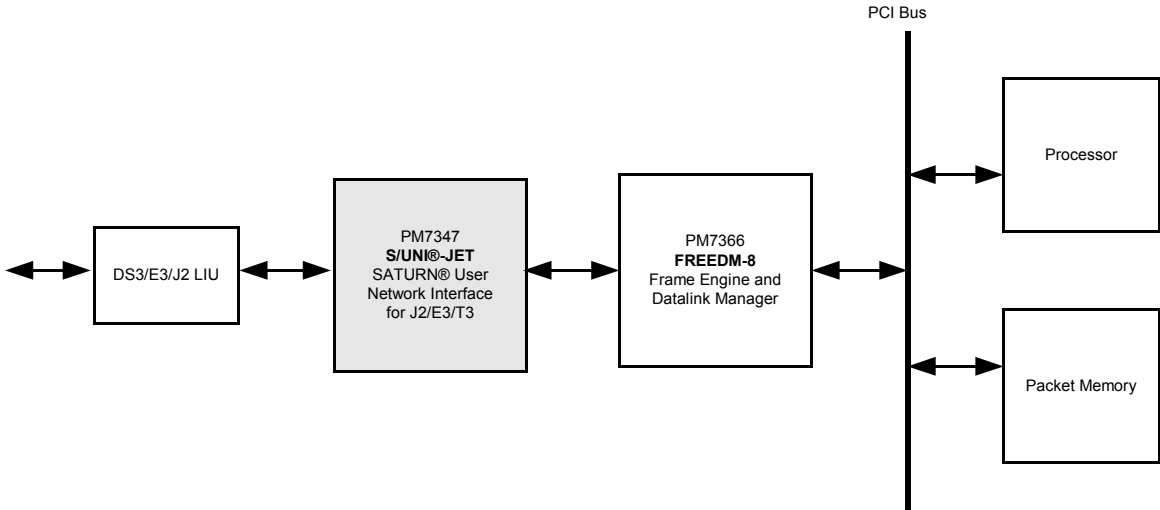 PCI Bus
Processor
DS3/E3/J2 LIU
PM7347
S/UNI®-JET
SATURN® User
Network Interface
for J2/E3/T3
PM7366
FREEDM-8
Frame Engine and
Datalink Manager
Packet Memory